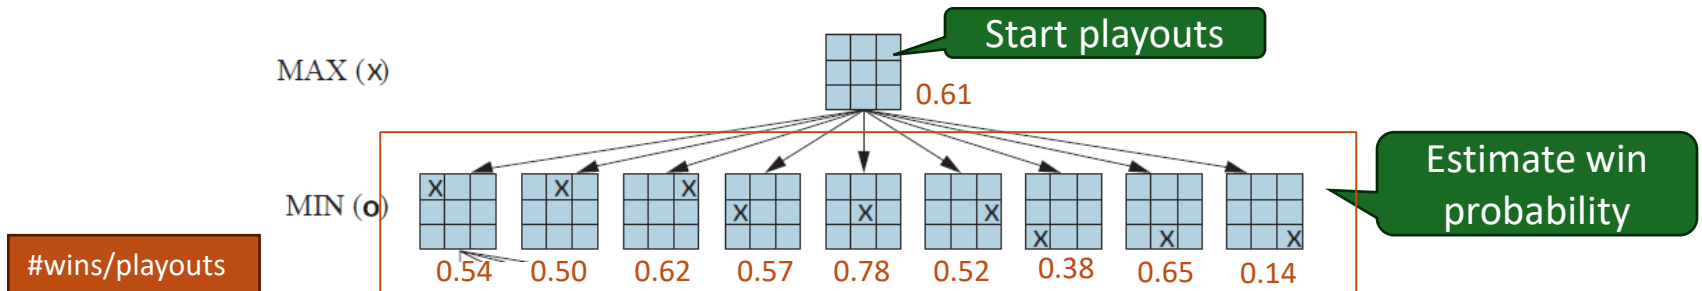 Start playouts
MAX (x)
0.61
Estimate win
probability
MIN (o)
x x x x x x x x x
#wins/playouts
0.54 0.50 0.62 0.57 0.78 0.52 0.38 0.65 0.14